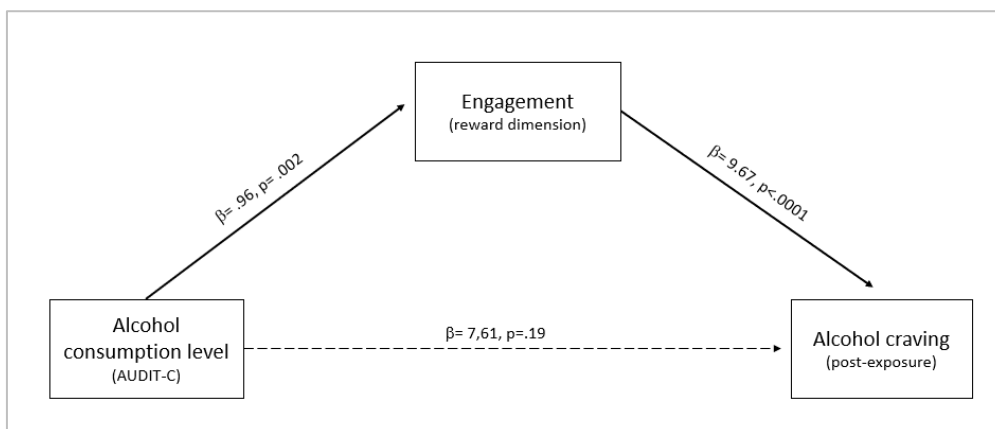 Engagement
(reward dimension)
β= .96, p= .002
β= 9.67, p<.0001
Alcohol
consumption level
(AUDIT-C)
β= 7,61, p=.19
Alcohol craving
(post-exposure)